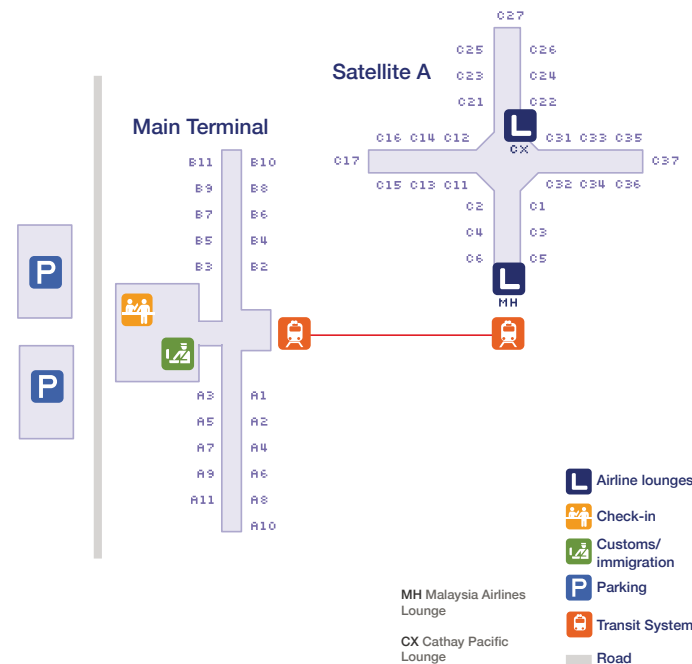 C27
C25 C26
Satellite A
C23 C24
C21 C22
Main Terminal
L
CX
C16 C14 C12 C31 C33 C35
C17 C37
C15 C13 C11 C32 C34 C36
B11 B10
B9 B8
B7 B6
B5 B4
B3 B2
C2 C1
C4 C3
C6 C5
L
MH
P
P
A3 A1
A5 A2
A7 A4
A9 A6
A11 A8
A10
L Airline lounges
Check-in
Customs/
immigration
P Parking
Transit System
Road
MH Malaysia Airlines
Lounge
CX Cathay Pacific
Lounge